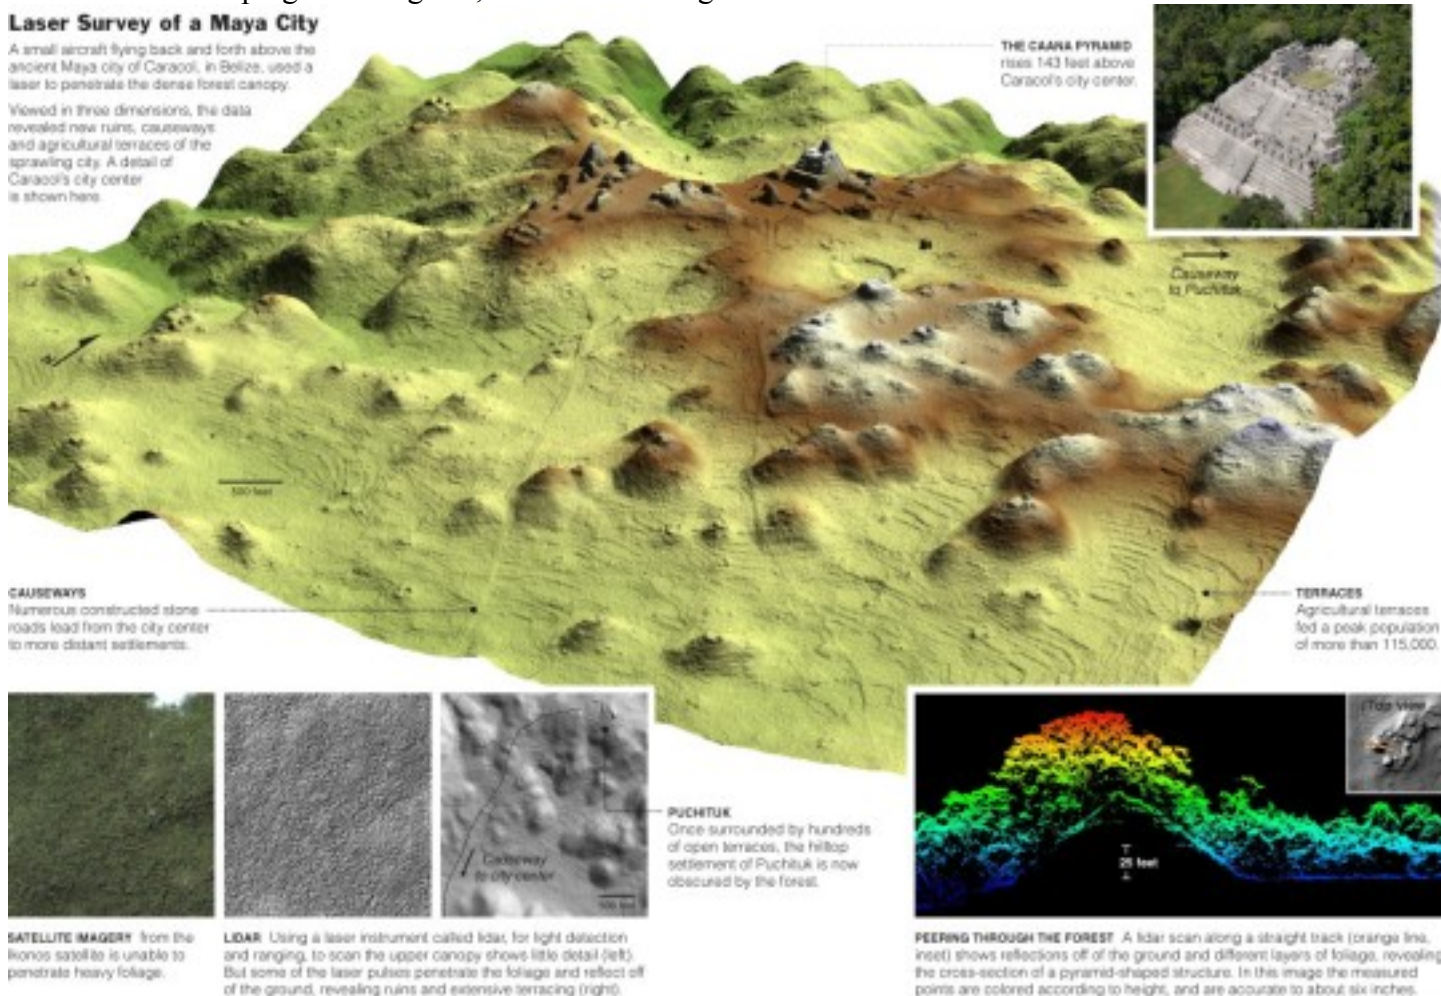 Laser Survey of a Maya City
A small aircraft flying back and forth above the
ancient Maya city of Caracol, in Belize, used a
laser to penetrate the dense forest canopy.
Viewed in three dimensions, the data
revealed new ruins, causeways
and agricultural terraces of the
sprawling city. A detail of
Caracol's city center
is shown here.
THE CAANA PYRAMID
rises 143 feet above
Caracol's city center.
Causeway
to Puchituk
500 feet
CAUSEWAYS
Numerous constructed stone
roads lead from the city center
to more distant settlements.
TERRACES
Agricultural terraces
fed a peak population
of more than 115,000.
PUCHITUK
Once surrounded by hundreds
of open terraces, the hilltop
settlement of Puchituk is now
obscured by the forest.
Causeway
to city center
500 feet
Top view
25 feet
SATELLITE IMAGERY from the
Ikonos satellite is unable to
penetrate heavy foliage.
LIDAR Using a laser instrument called lidar, for light detection
and ranging, to scan the upper canopy shows little detail (left).
But some of the laser pulses penetrate the foliage and reflect off
of the ground, revealing ruins and extensive terracing (right).
PEERING THROUGH THE FOREST A lidar scan along a straight track (orange line,
inset) shows reflections off of the ground and different layers of foliage, revealing
the cross-section of a pyramid-shaped structure. In this image the measured
points are colored according to height, and are accurate to about six inches.